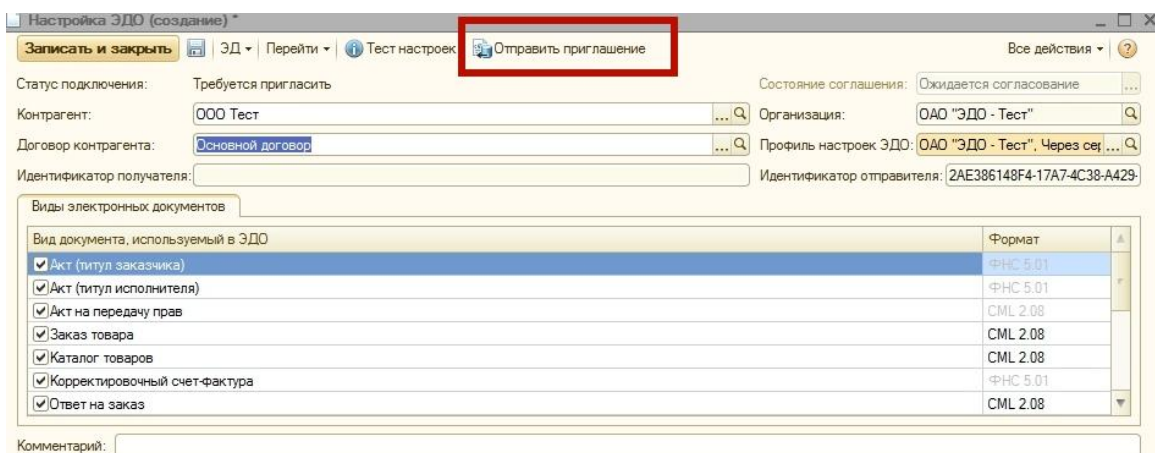 Настройка ЭДО (создание) *
Записать и закрыть ЭД Перейти Тест настроек Отправить приглашение Все действия
Статус подключения: Требуется пригласить Состояние соглашения: Ожидается согласование ...
Контрагент: ООО Тест ... Организация: ОАО "ЭДО - Тест"
Договор контрагента: Основной договор ... Профиль настроек ЭДО: ОАО "ЭДО - Тест", Через сер ...
Идентификатор получателя: Идентификатор отправителя: 2AE386148F4-17A7-4C38-A429-
Виды электронных документов
Вид документа, используемый в ЭДО Формат
Акт (титул заказчика) ФНС 5.01
Акт (титул исполнителя) ФНС 5.01
Акт на передачу прав CML 2.08
Заказ товара CML 2.08
Каталог товаров CML 2.08
Корректировочный счет-фактура ФНС 5.01
Ответ на заказ CML 2.08
Комментарий: